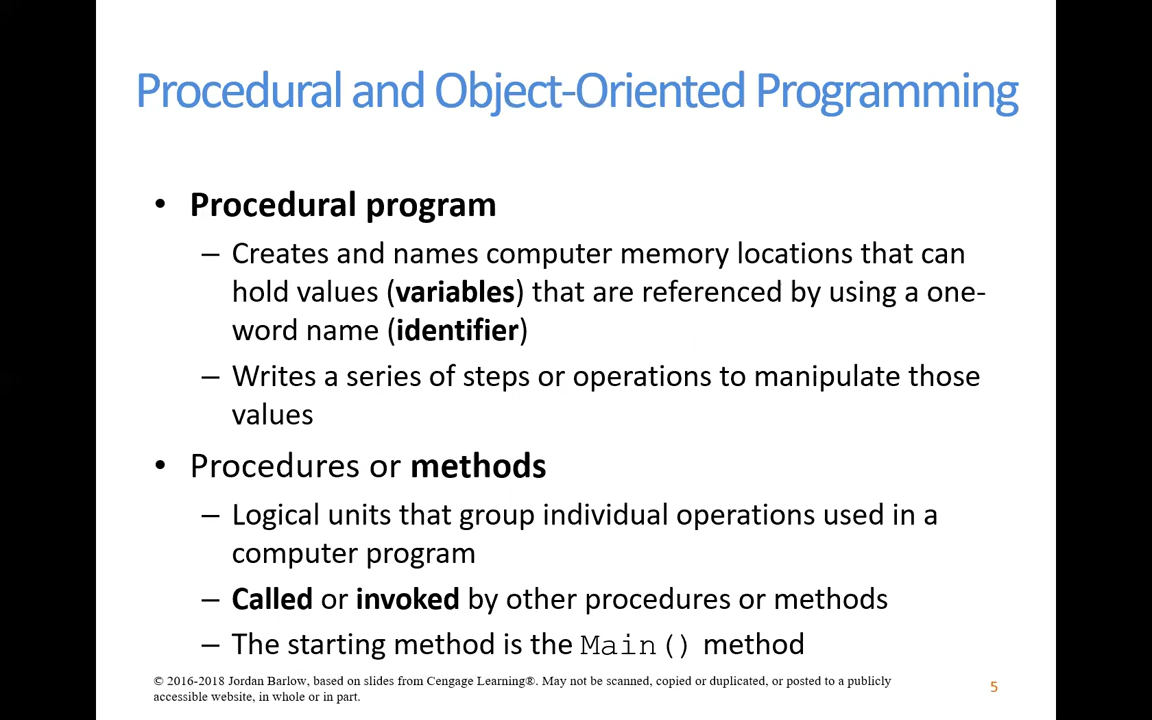 Procedural and Object-Oriented Programming
• Procedural program
– Creates and names computer memory locations that can
hold values (variables) that are referenced by using a one-
word name (identifier)
– Writes a series of steps or operations to manipulate those
values
• Procedures or methods
– Logical units that group individual operations used in a
computer program
– Called or invoked by other procedures or methods
– The starting method is the Main() method
© 2016-2018 Jordan Barlow, based on slides from Cengage Learning®. May not be scanned, copied or duplicated, or posted to a publicly
accessible website, in whole or in part.
5